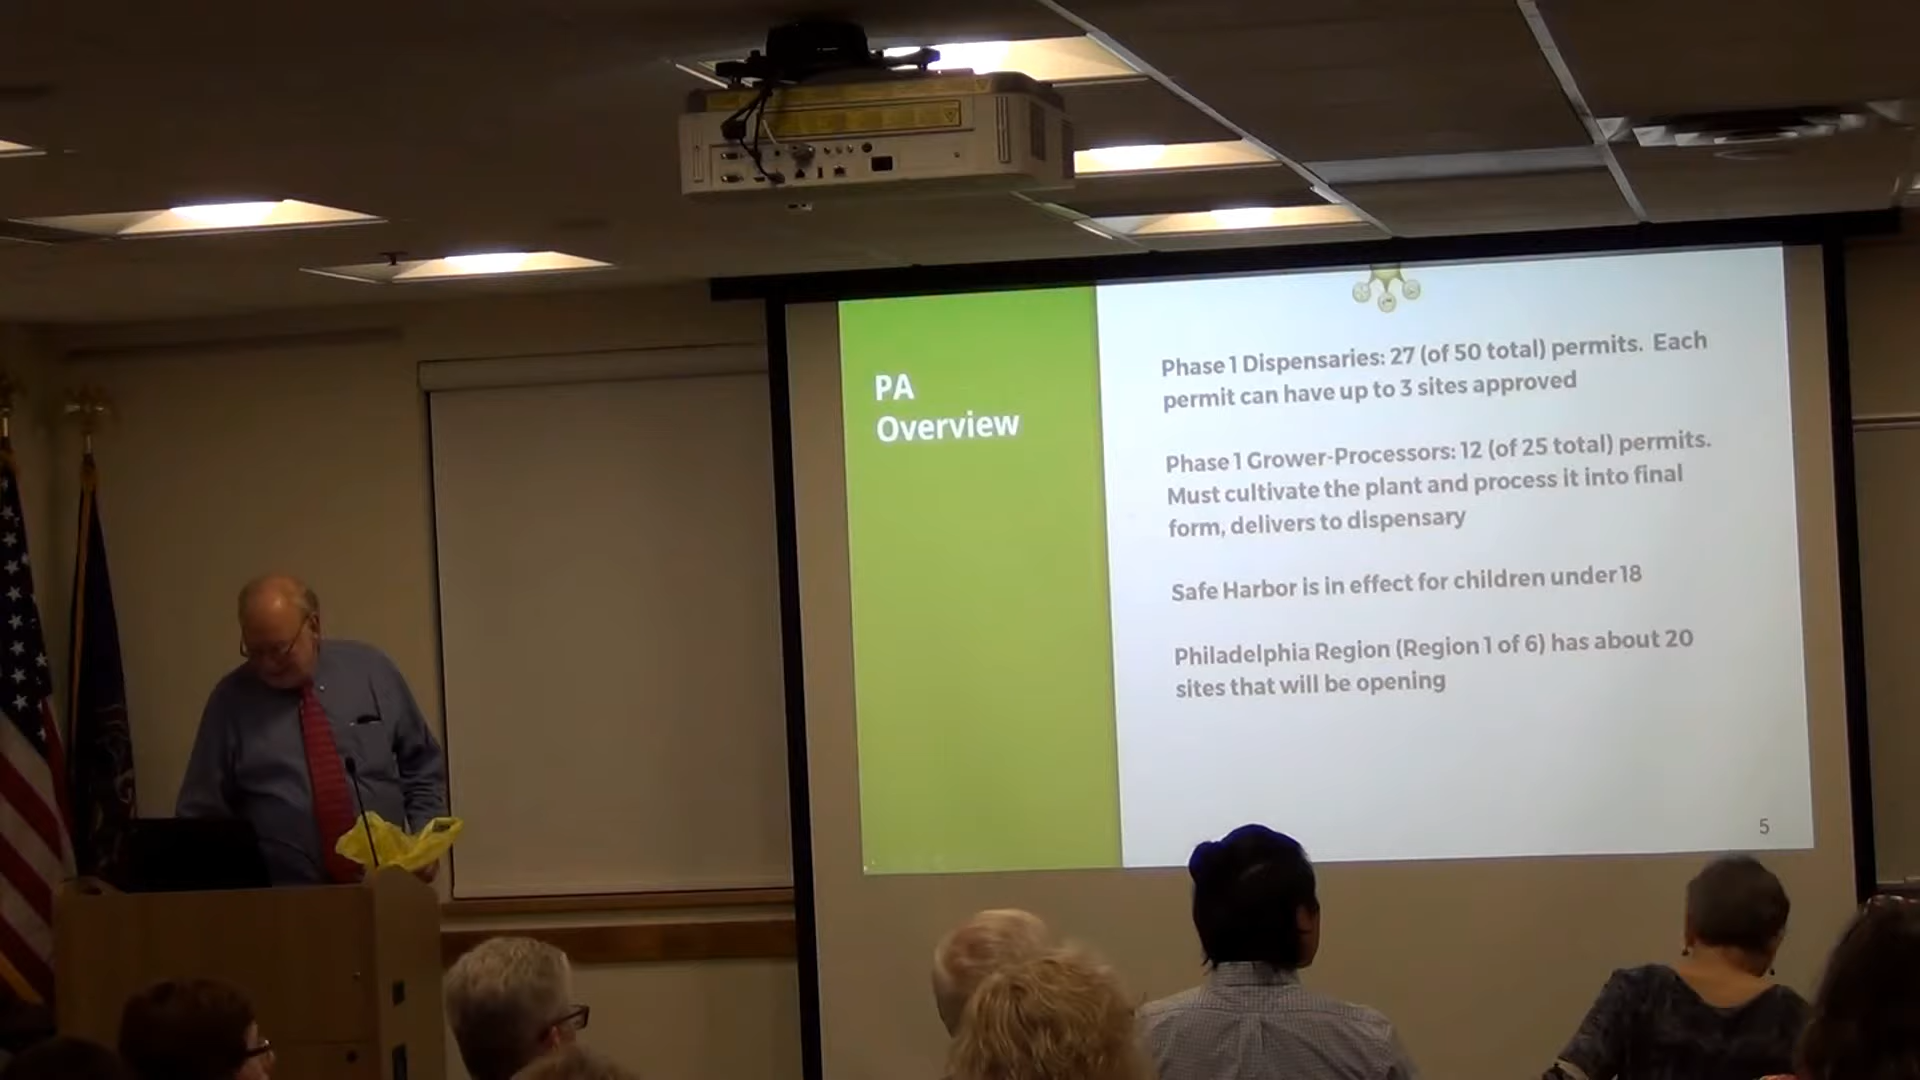 PA
Overview
Phase 1 Dispensaries: 27 (of 50 total) permits. Each
permit can have up to 3 sites approved
Phase 1 Grower-Processors: 12 (of 25 total) permits.
Must cultivate the plant and process it into final
form, delivers to dispensary
Safe Harbor is in effect for children under 18
Philadelphia Region (Region 1 of 6) has about 20
sites that will be opening
5